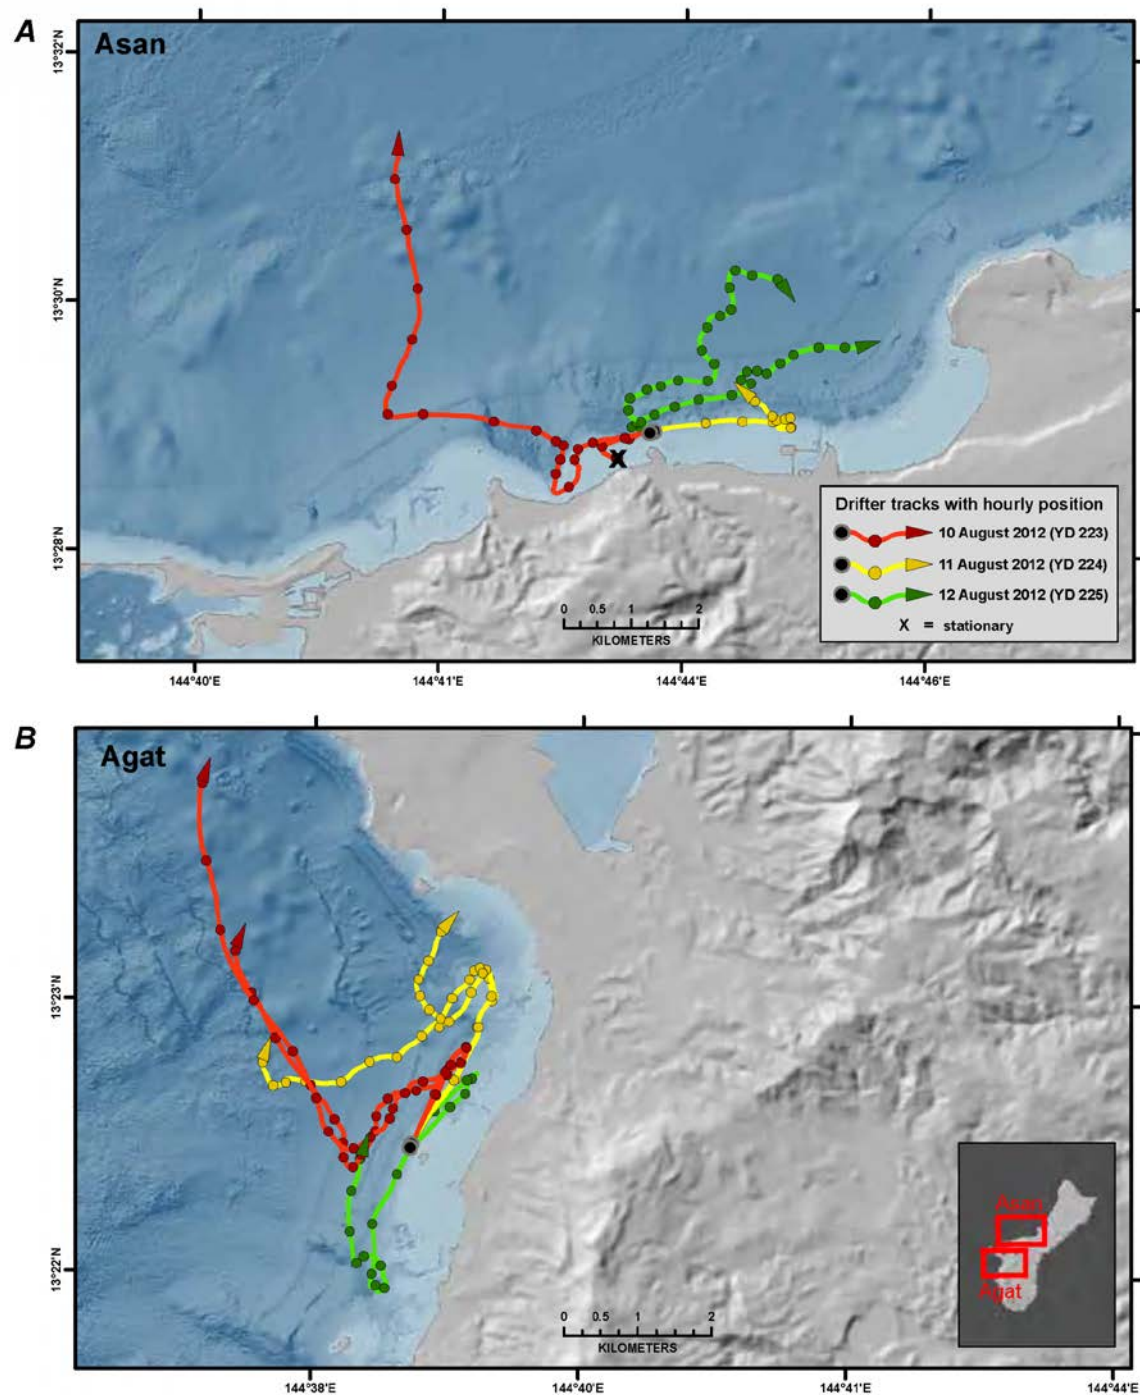 A
Asan
13°32'N
13°30'N
13°28'N
Drifter tracks with hourly position
10 August 2012 (YD 223)
11 August 2012 (YD 224)
12 August 2012 (YD 225)
X = stationary
0 0.5 1 2
KILOMETERS
144°40'E 144°41'E 144°44'E 144°46'E
X
B
Agat
13°23'N
13°22'N
Asan
Agat
0 0.5 1 2
KILOMETERS
144°38'E 144°40'E 144°41'E 144°44'E